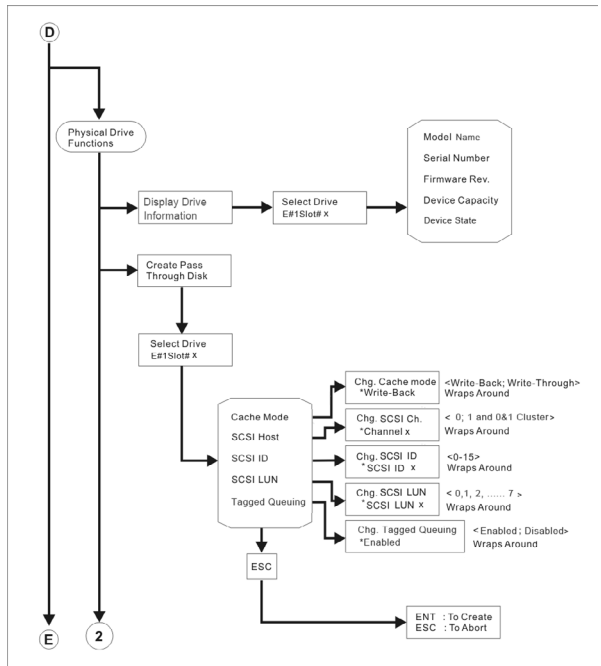 D
Physical Drive
Functions
Model Name
Serial Number
Firmware Rev.
Device Capacity
Device State
Display Drive
Information
Select Drive
E#1Slot# x
Create Pass
Through Disk
Select Drive
E#1Slot# x
Cache Mode
SCSI Host
SCSI ID
SCSI LUN
Tagged Queuing
Chg. Cache mode
*Write-Back
<Write-Back; Write-Through>
Wraps Around
Chg. SCSI Ch.
*Channel x
< 0; 1 and 0&1 Cluster>
Wraps Around
Chg. SCSI ID
*SCSI ID x
<0-15>
Wraps Around
Chg. SCSI LUN
*SCSI LUN x
< 0,1, 2, ...... 7 >
Wraps Around
Chg. Tagged Queuing
*Enabled
<Enabled; Disabled>
Wraps Around
ESC
ENT : To Create
ESC : To Abort
E
2